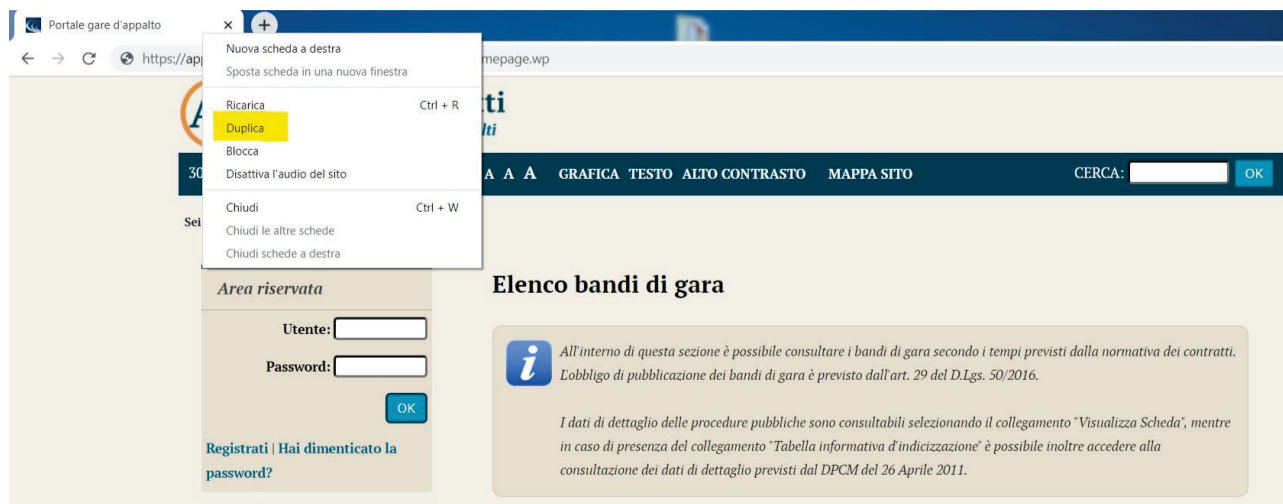 Portale gare d'appalto
https://ap
mepage.wp
Nuova scheda a destra
Sposta scheda in una nuova finestra
Ricarica Ctrl + R
Duplica
Blocca
Disattiva l'audio del sito
Chiudi Ctrl + W
Chiudi le altre schede
Chiudi schede a destra
A
ti
lti
30
A A A GRAFICA TESTO ALTO CONTRASTO MAPPA SITO CERCA: OK
Sei
Area riservata
Utente:
Password:
OK
Registrati | Hai dimenticato la
password?
Elenco bandi di gara
All'interno di questa sezione è possibile consultare i bandi di gara secondo i tempi previsti dalla normativa dei contratti.
L'obbligo di pubblicazione dei bandi di gara è previsto dall'art. 29 del D.Lgs. 50/2016.
I dati di dettaglio delle procedure pubbliche sono consultabili selezionando il collegamento "Visualizza Scheda", mentre
in caso di presenza del collegamento "Tabella informativa d'indicizzazione" è possibile inoltre accedere alla
consultazione dei dati di dettaglio previsti dal DPCM del 26 Aprile 2011.